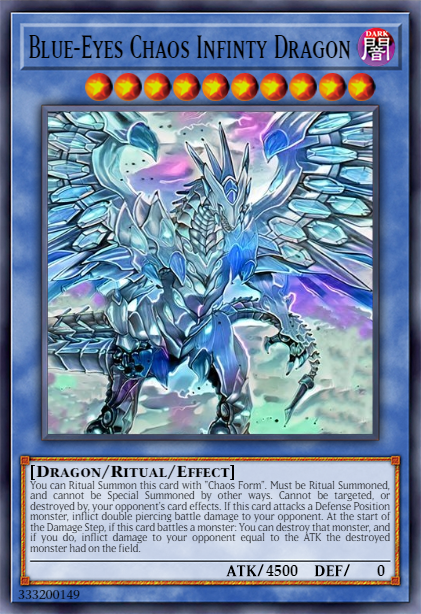 Blue-Eyes Chaos Infinty Dragon
DARK
闇
[Dragon/Ritual/Effect]
You can Ritual Summon this card with "Chaos Form". Must be Ritual Summoned,
and cannot be Special Summoned by other ways. Cannot be targeted, or
destroyed by your opponent's card effects. If this card attacks a Defense Position
monster, inflict double piercing battle damage to your opponent. At the start of
the Damage Step, if this card battles a monster: You can destroy that monster, and
if you do, inflict damage to your opponent equal to the ATK the destroyed
monster had on the field.
ATK/4500 DEF/ 0
333200149